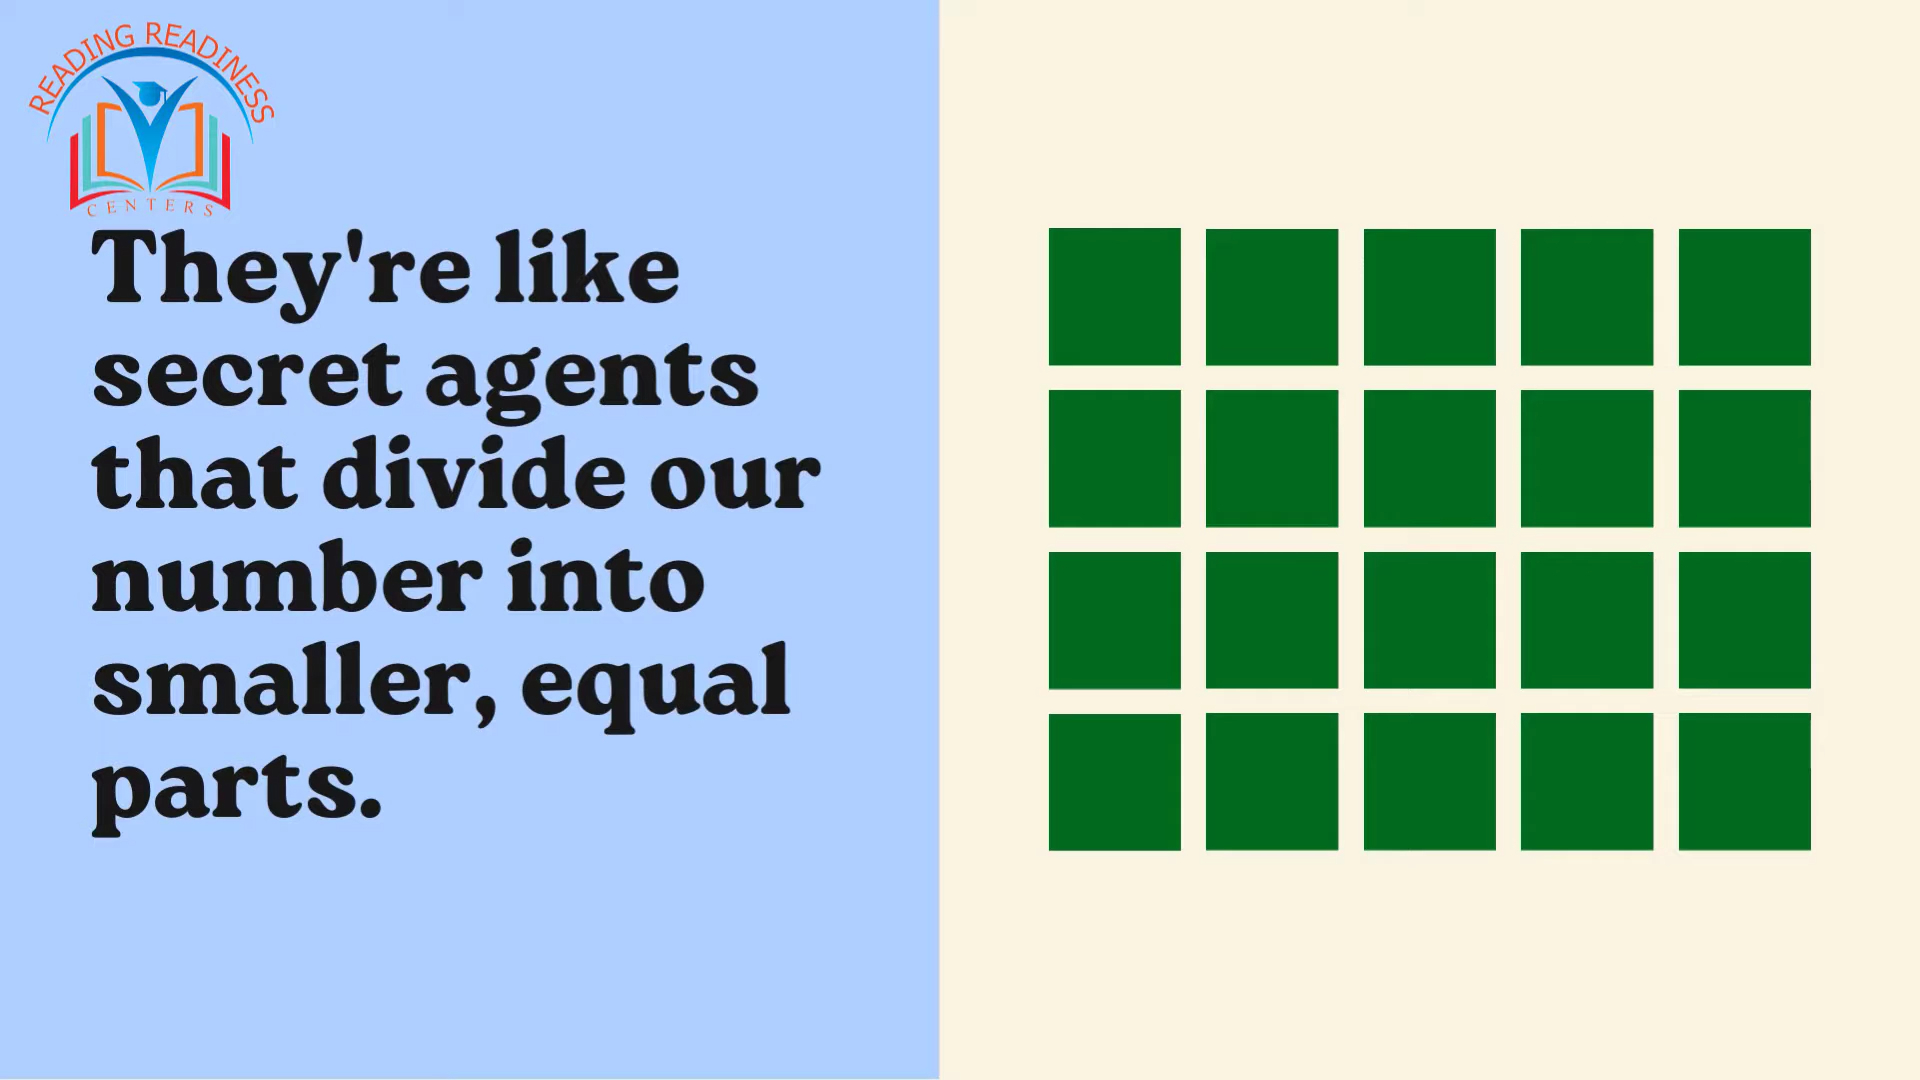 READING READINESS
CENTERS
They're like
secret agents
that divide our
number into
smaller, equal
parts.